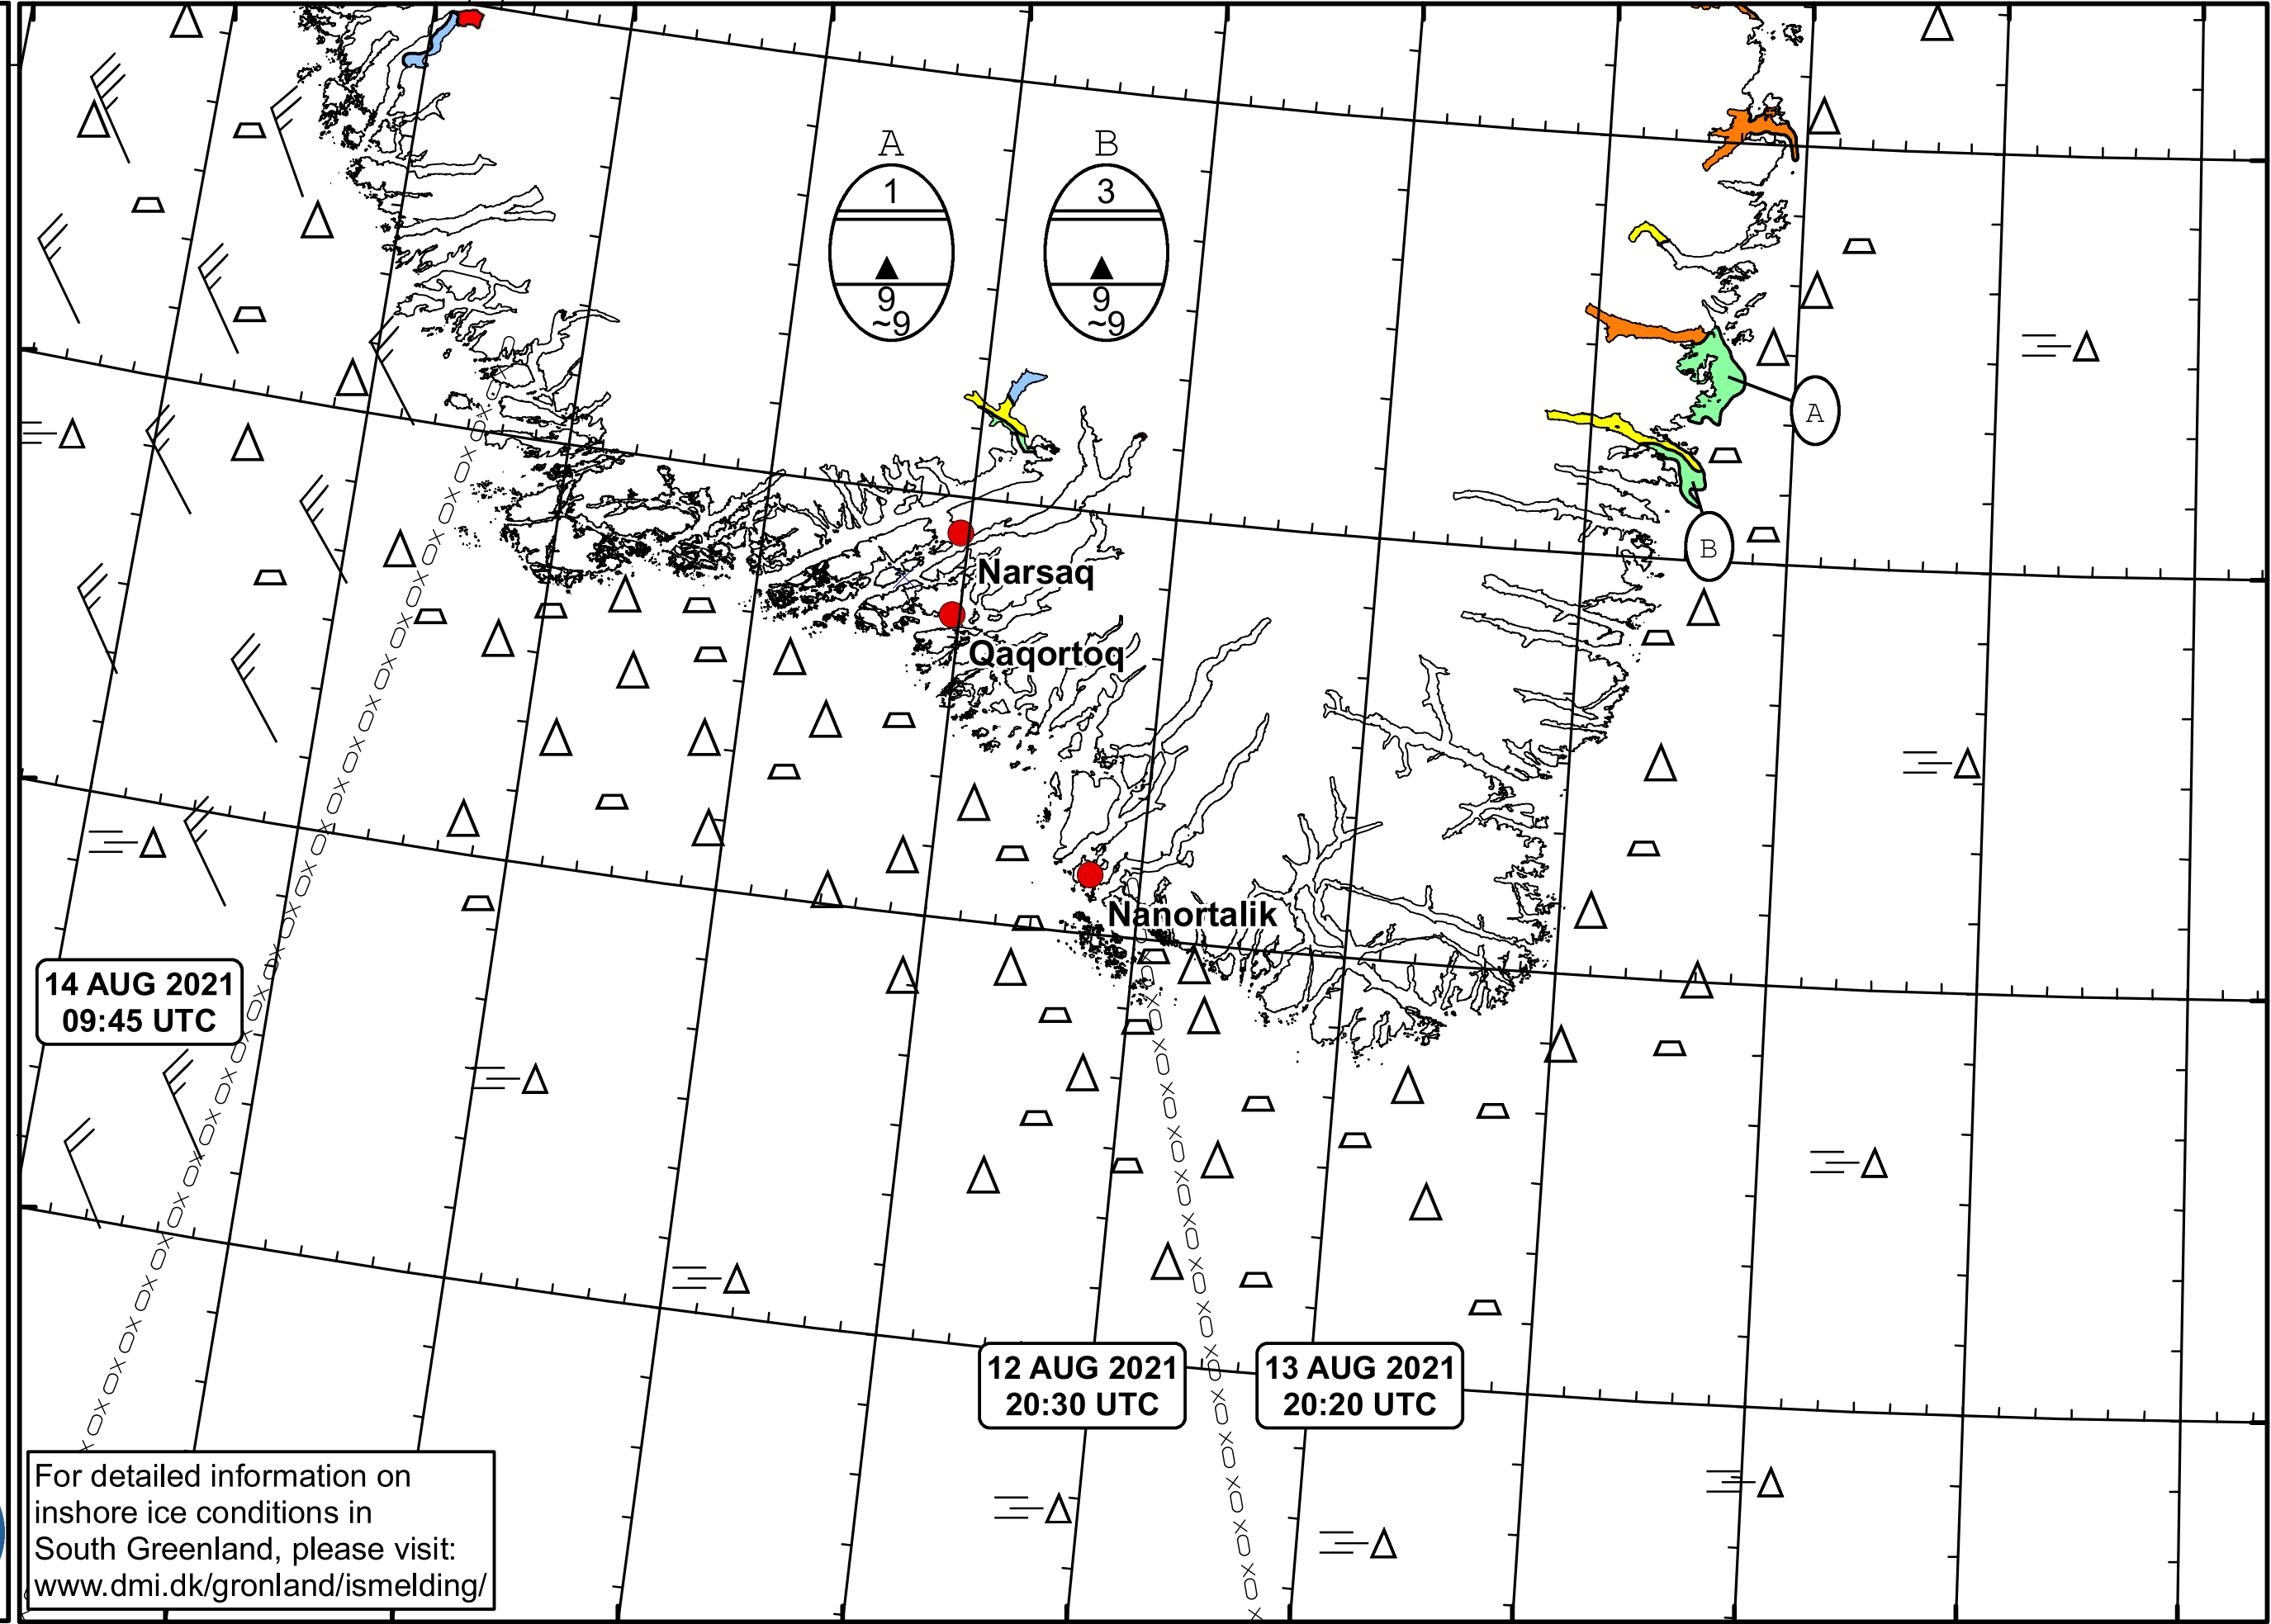 A
B
1
3
9
9
~9
~9
A
B
Narsaq
Qaqortoq
Nanortalik
14 AUG 2021
09:45 UTC
12 AUG 2021
20:30 UTC
13 AUG 2021
20:20 UTC
For detailed information on
inshore ice conditions in
South Greenland, please visit:
www.dmi.dk/gronland/ismelding/